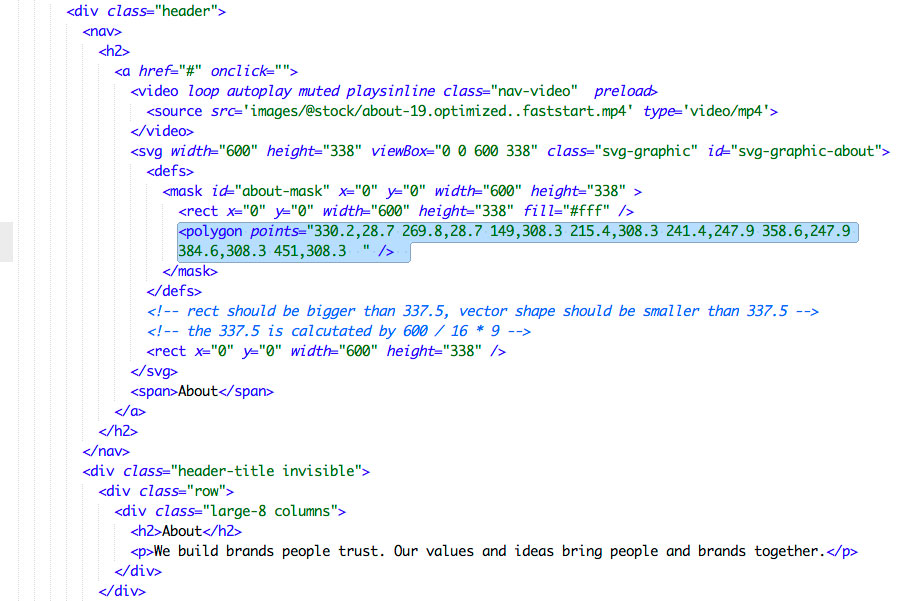 <div class="header">
<nav>
<h2>
<a href="#" onclick="">
<video loop autoplay muted playsinline class="nav-video"  preload>
<source src='images/@stock/about-19.optimized..faststart.mp4' type='video/mp4'>
</video>
<svg width="600" height="338" viewBox="0 0 600 338" class="svg-graphic" id="svg-graphic-about">
<defs>
<mask id="about-mask" x="0" y="0" width="600" height="338" >
<rect x="0" y="0" width="600" height="338" fill="#fff" />
<polygon points="330.2,28.7 269.8,28.7 149,308.3 215.4,308.3 241.4,247.9 358.6,247.9
384.6,308.3 451,308.3  " />
</mask>
</defs>
<!-- rect should be bigger than 337.5, vector shape should be smaller than 337.5 -->
<!-- the 337.5 is calcutated by 600 / 16 * 9 -->
<rect x="0" y="0" width="600" height="338" />
</svg>
<span>About</span>
</a>
</h2>
</nav>
<div class="header-title invisible">
<div class="row">
<div class="large-8 columns">
<h2>About</h2>
<p>We build brands people trust. Our values and ideas bring people and brands together.</p>
</div>
</div>